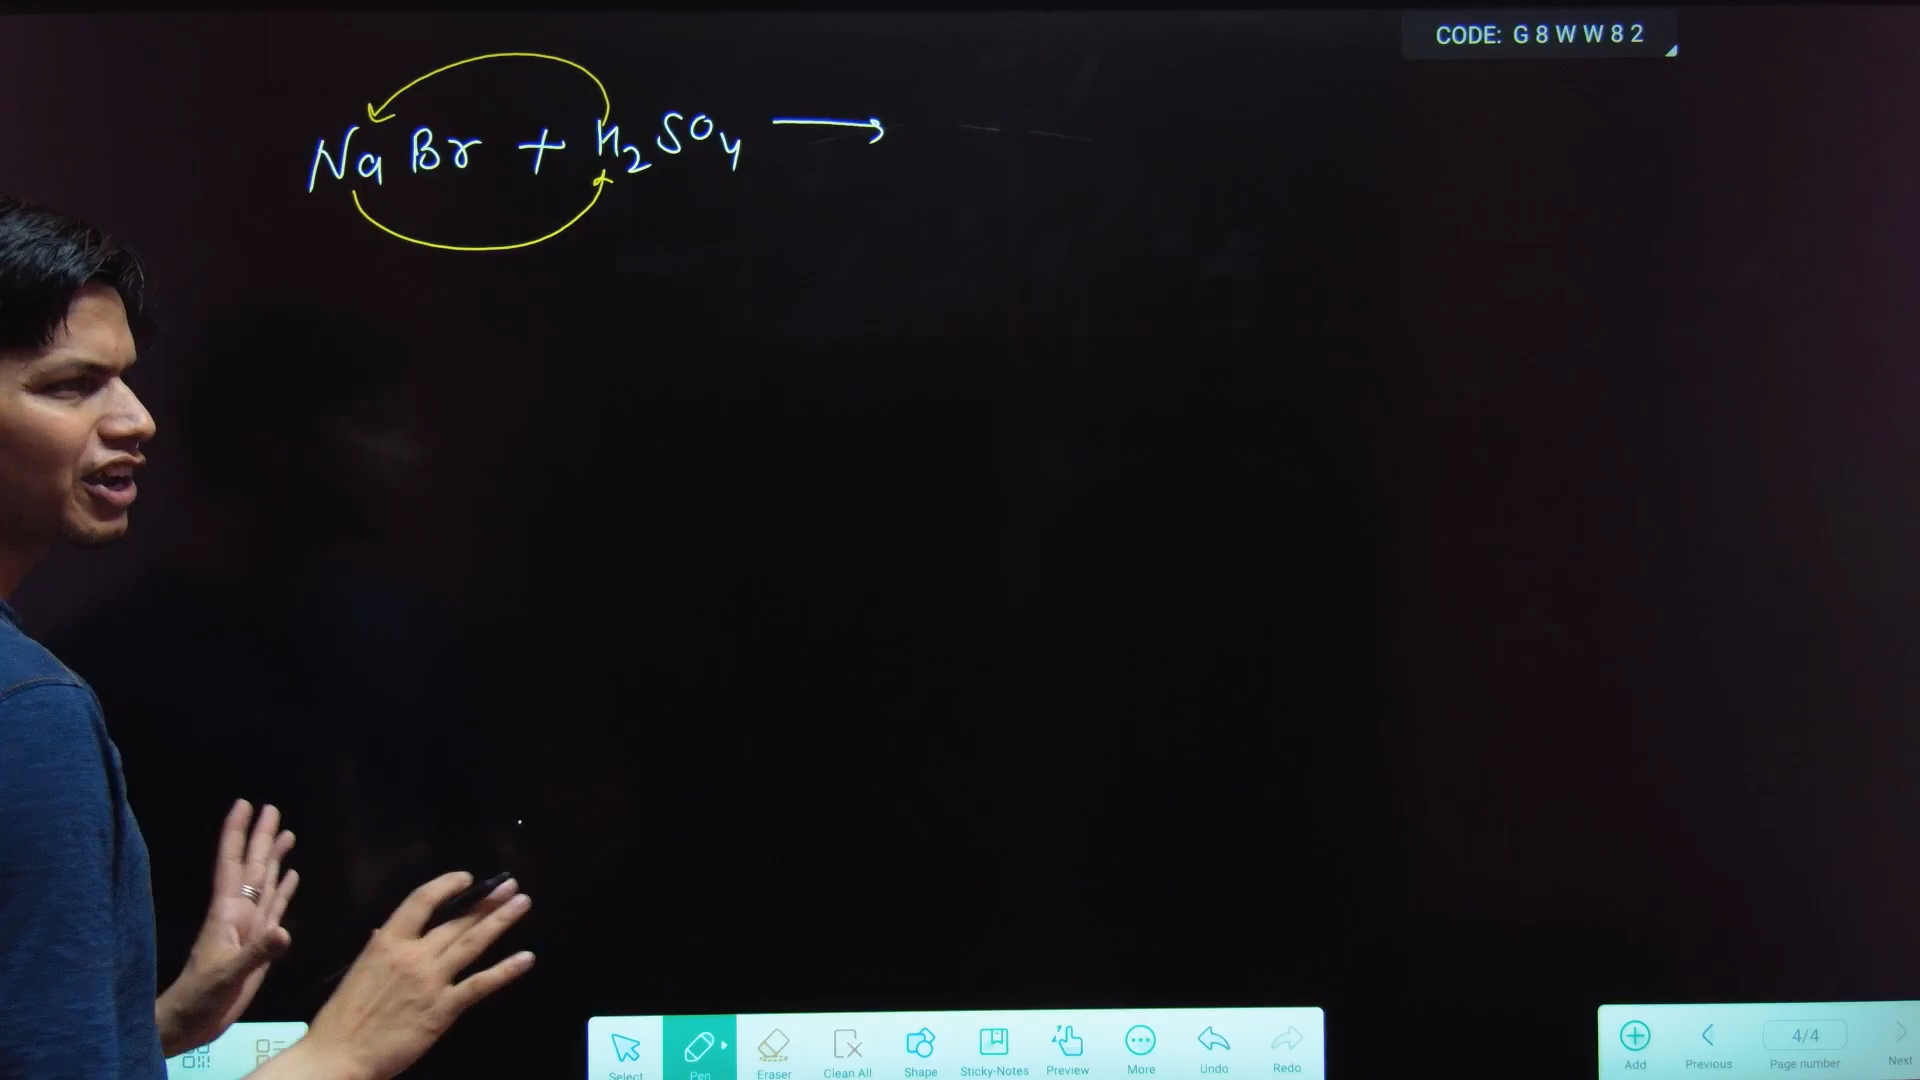 CODE: G 8 W W 8 2
NaBr + H₂SO₄ ⟶
Select
Pen
Eraser
Clean All
Shape
Sticky-Notes
Preview
More
Undo
Redo
Add
Previous
4/4
Page number
Next